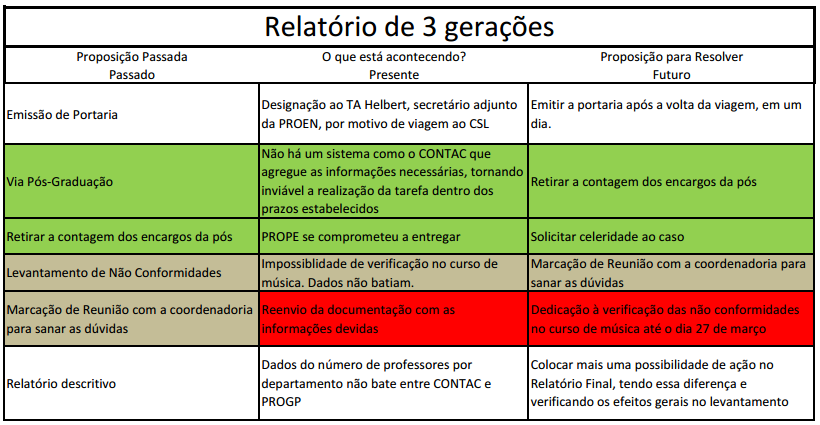 Relatório de 3 gerações
Proposição Passada
Passado
O que está acontecendo?
Presente
Proposição para Resolver
Futuro
Emissão de Portaria
Designação ao TA Helbert, secretário adjunto
da PROEN, por motivo de viagem ao CSL
Emitir a portaria após a volta da viagem, em um
dia.
Via Pós-Graduação
Não há um sistema como o CONTAC que
agregue as informações necessárias, tornando
inviável a realização da tarefa dentro dos
prazos estabelecidos
Retirar a contagem dos encargos da pós
Retirar a contagem dos encargos da pós
PROPE se comprometeu a entregar
Solicitar celeridade ao caso
Levantamento de Não Conformidades
Impossiblidade de verificação no curso de
música. Dados não batiam.
Marcação de Reunião com a coordenadoria para
sanar as dúvidas
Marcação de Reunião com a coordenadoria
para sanar as dúvidas
Reenvio da documentação com as
informações devidas
Dedicação à verificação das não conformidades
no curso de música até o dia 27 de março
Relatório descritivo
Dados do número de professores por
departamento não bate entre CONTAC e
PROGP
Colocar mais uma possibilidade de ação no
Relatório Final, tendo essa diferença e
verificando os efeitos gerais no levantamento